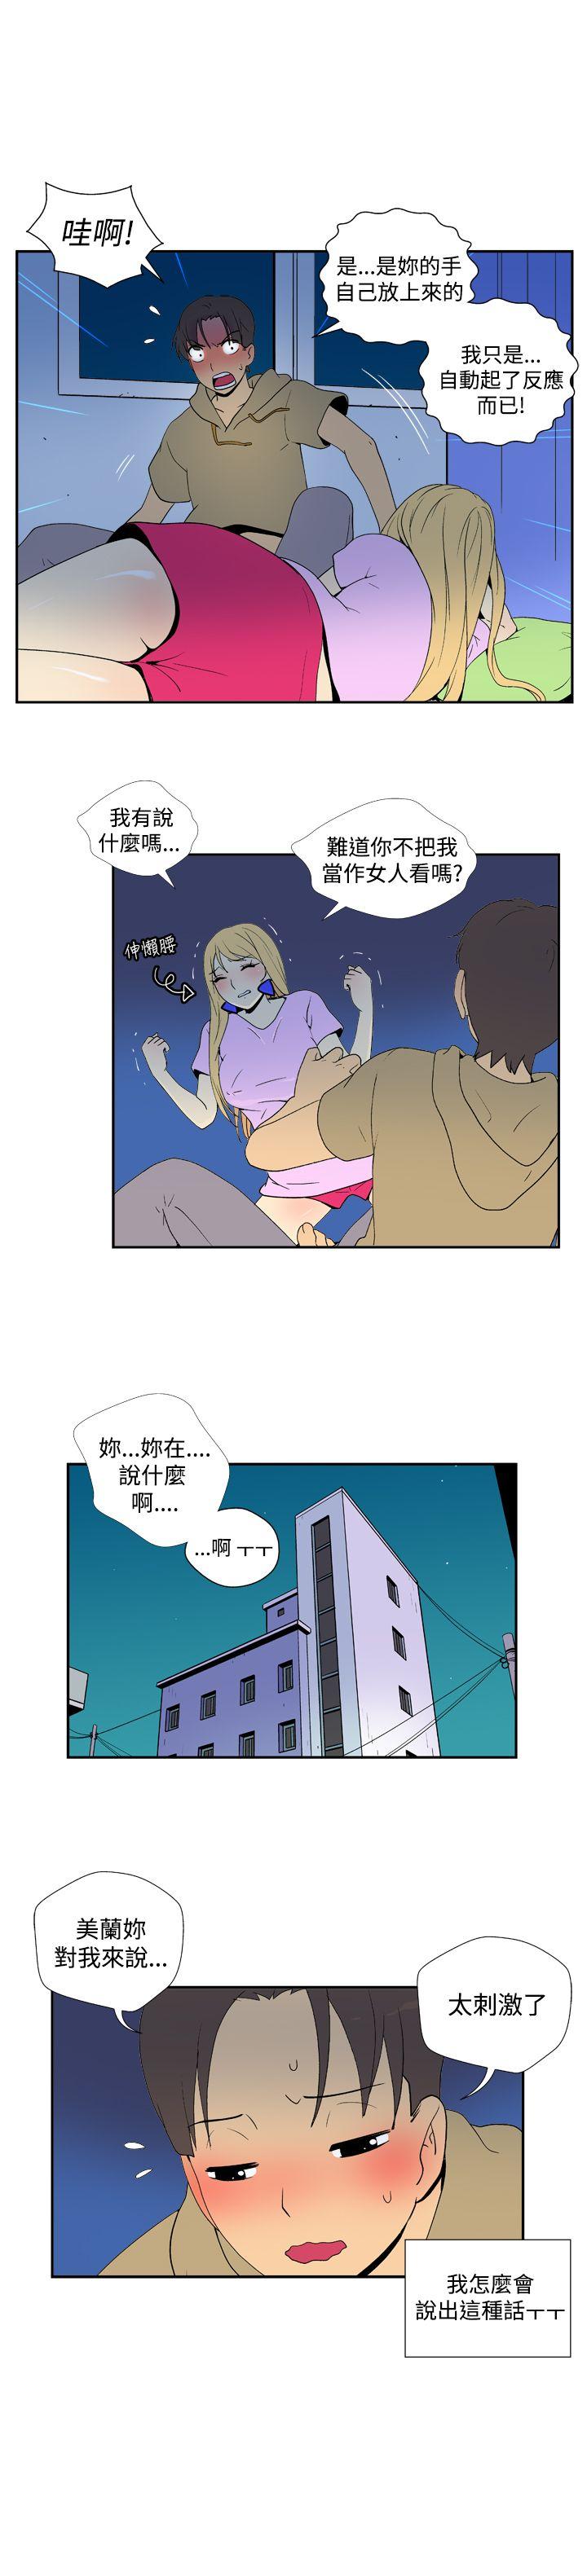 哇啊!
是...是妳的手
自己放上來的
我只是...
自動起了反應
而已!
我有說
什麼嗎...
難道你不把我
當作女人看嗎?
伸懶腰
妳...妳在....
說什麼
啊....
...啊 ㅜㅜ
美蘭妳
對我來說...
太刺激了
我怎麼會
說出這種話ㅜㅜ